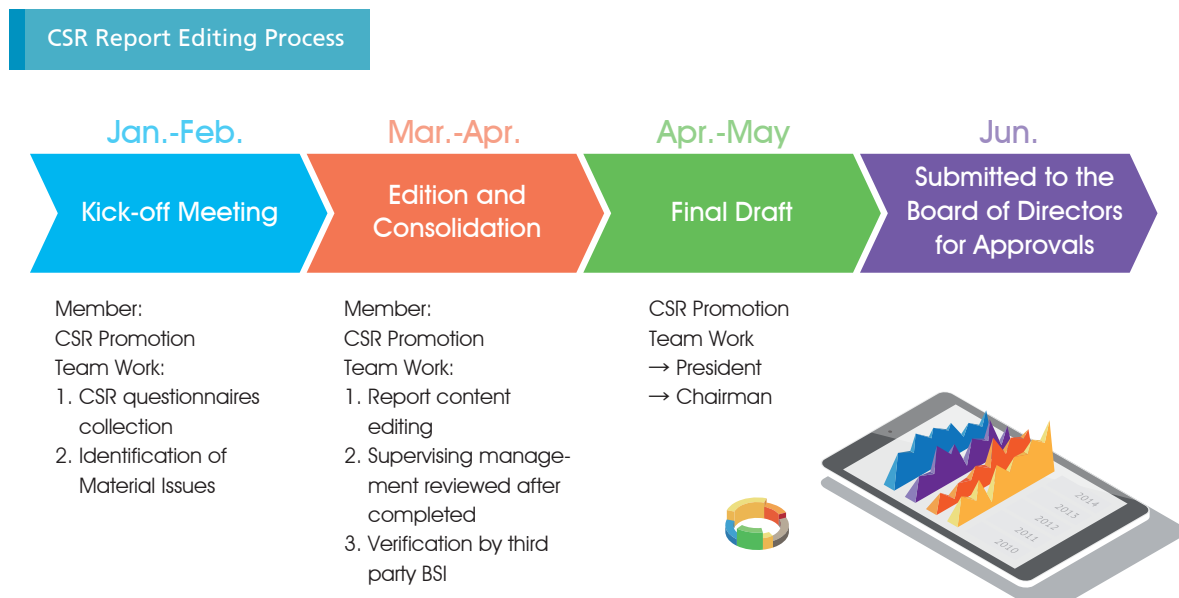 CSR Report Editing Process
Jan.-Feb.
Kick-off Meeting
Member:
CSR Promotion
Team Work:
1. CSR questionnaires
collection
2. Identification of
Material Issues
Mar.-Apr.
Edition and
Consolidation
Member:
CSR Promotion
Team Work:
1. Report content
editing
2. Supervising manage-
ment reviewed after
completed
3. Verification by third
party BSI
Apr.-May
Final Draft
CSR Promotion
Team Work
→ President
→ Chairman
Jun.
Submitted to the
Board of Directors
for Approvals
2014
2013
2012
2011
2010